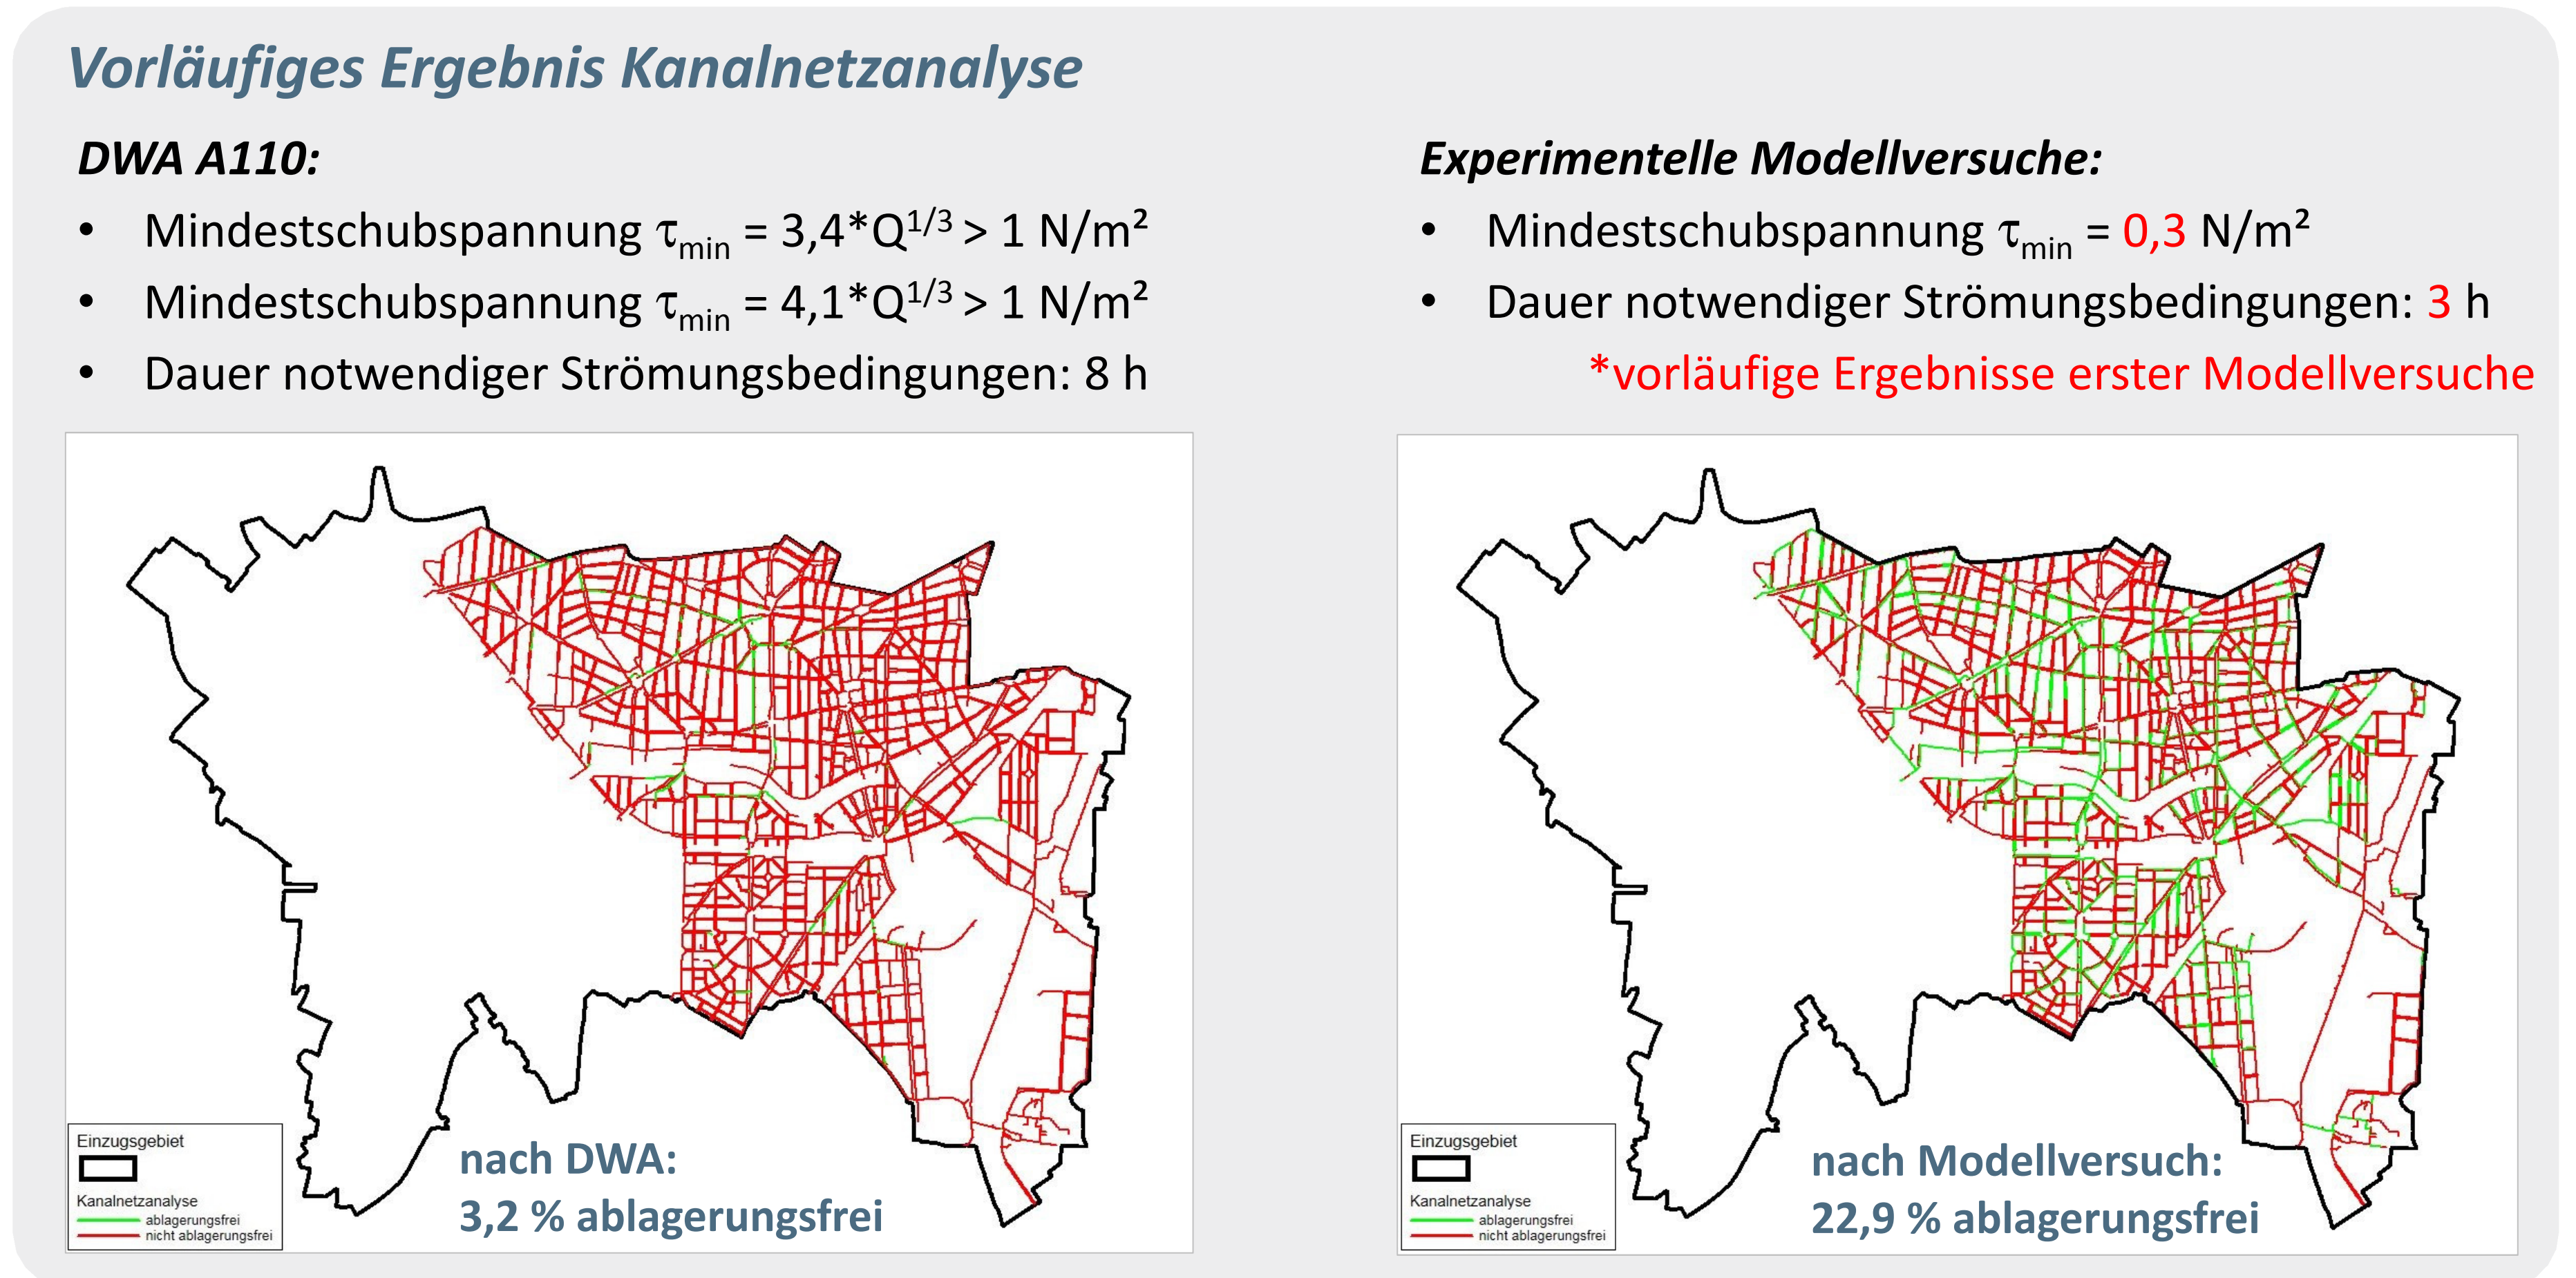 Vorläufiges Ergebnis Kanalnetzanalyse
DWA A110:
• Mindestschubspannung τmin = 3,4*Q1/3 > 1 N/m²
• Mindestschubspannung τmin = 4,1*Q1/3 > 1 N/m²
• Dauer notwendiger Strömungsbedingungen: 8 h
Einzugsgebiet
Kanalnetzanalyse
ablagerungsfrei
nicht ablagerungsfrei
nach DWA:
3,2 % ablagerungsfrei
Experimentelle Modellversuche:
• Mindestschubspannung τmin = 0,3 N/m²
• Dauer notwendiger Strömungsbedingungen: 3 h
*vorläufige Ergebnisse erster Modellversuche
Einzugsgebiet
Kanalnetzanalyse
ablagerungsfrei
nicht ablagerungsfrei
nach Modellversuch:
22,9 % ablagerungsfrei